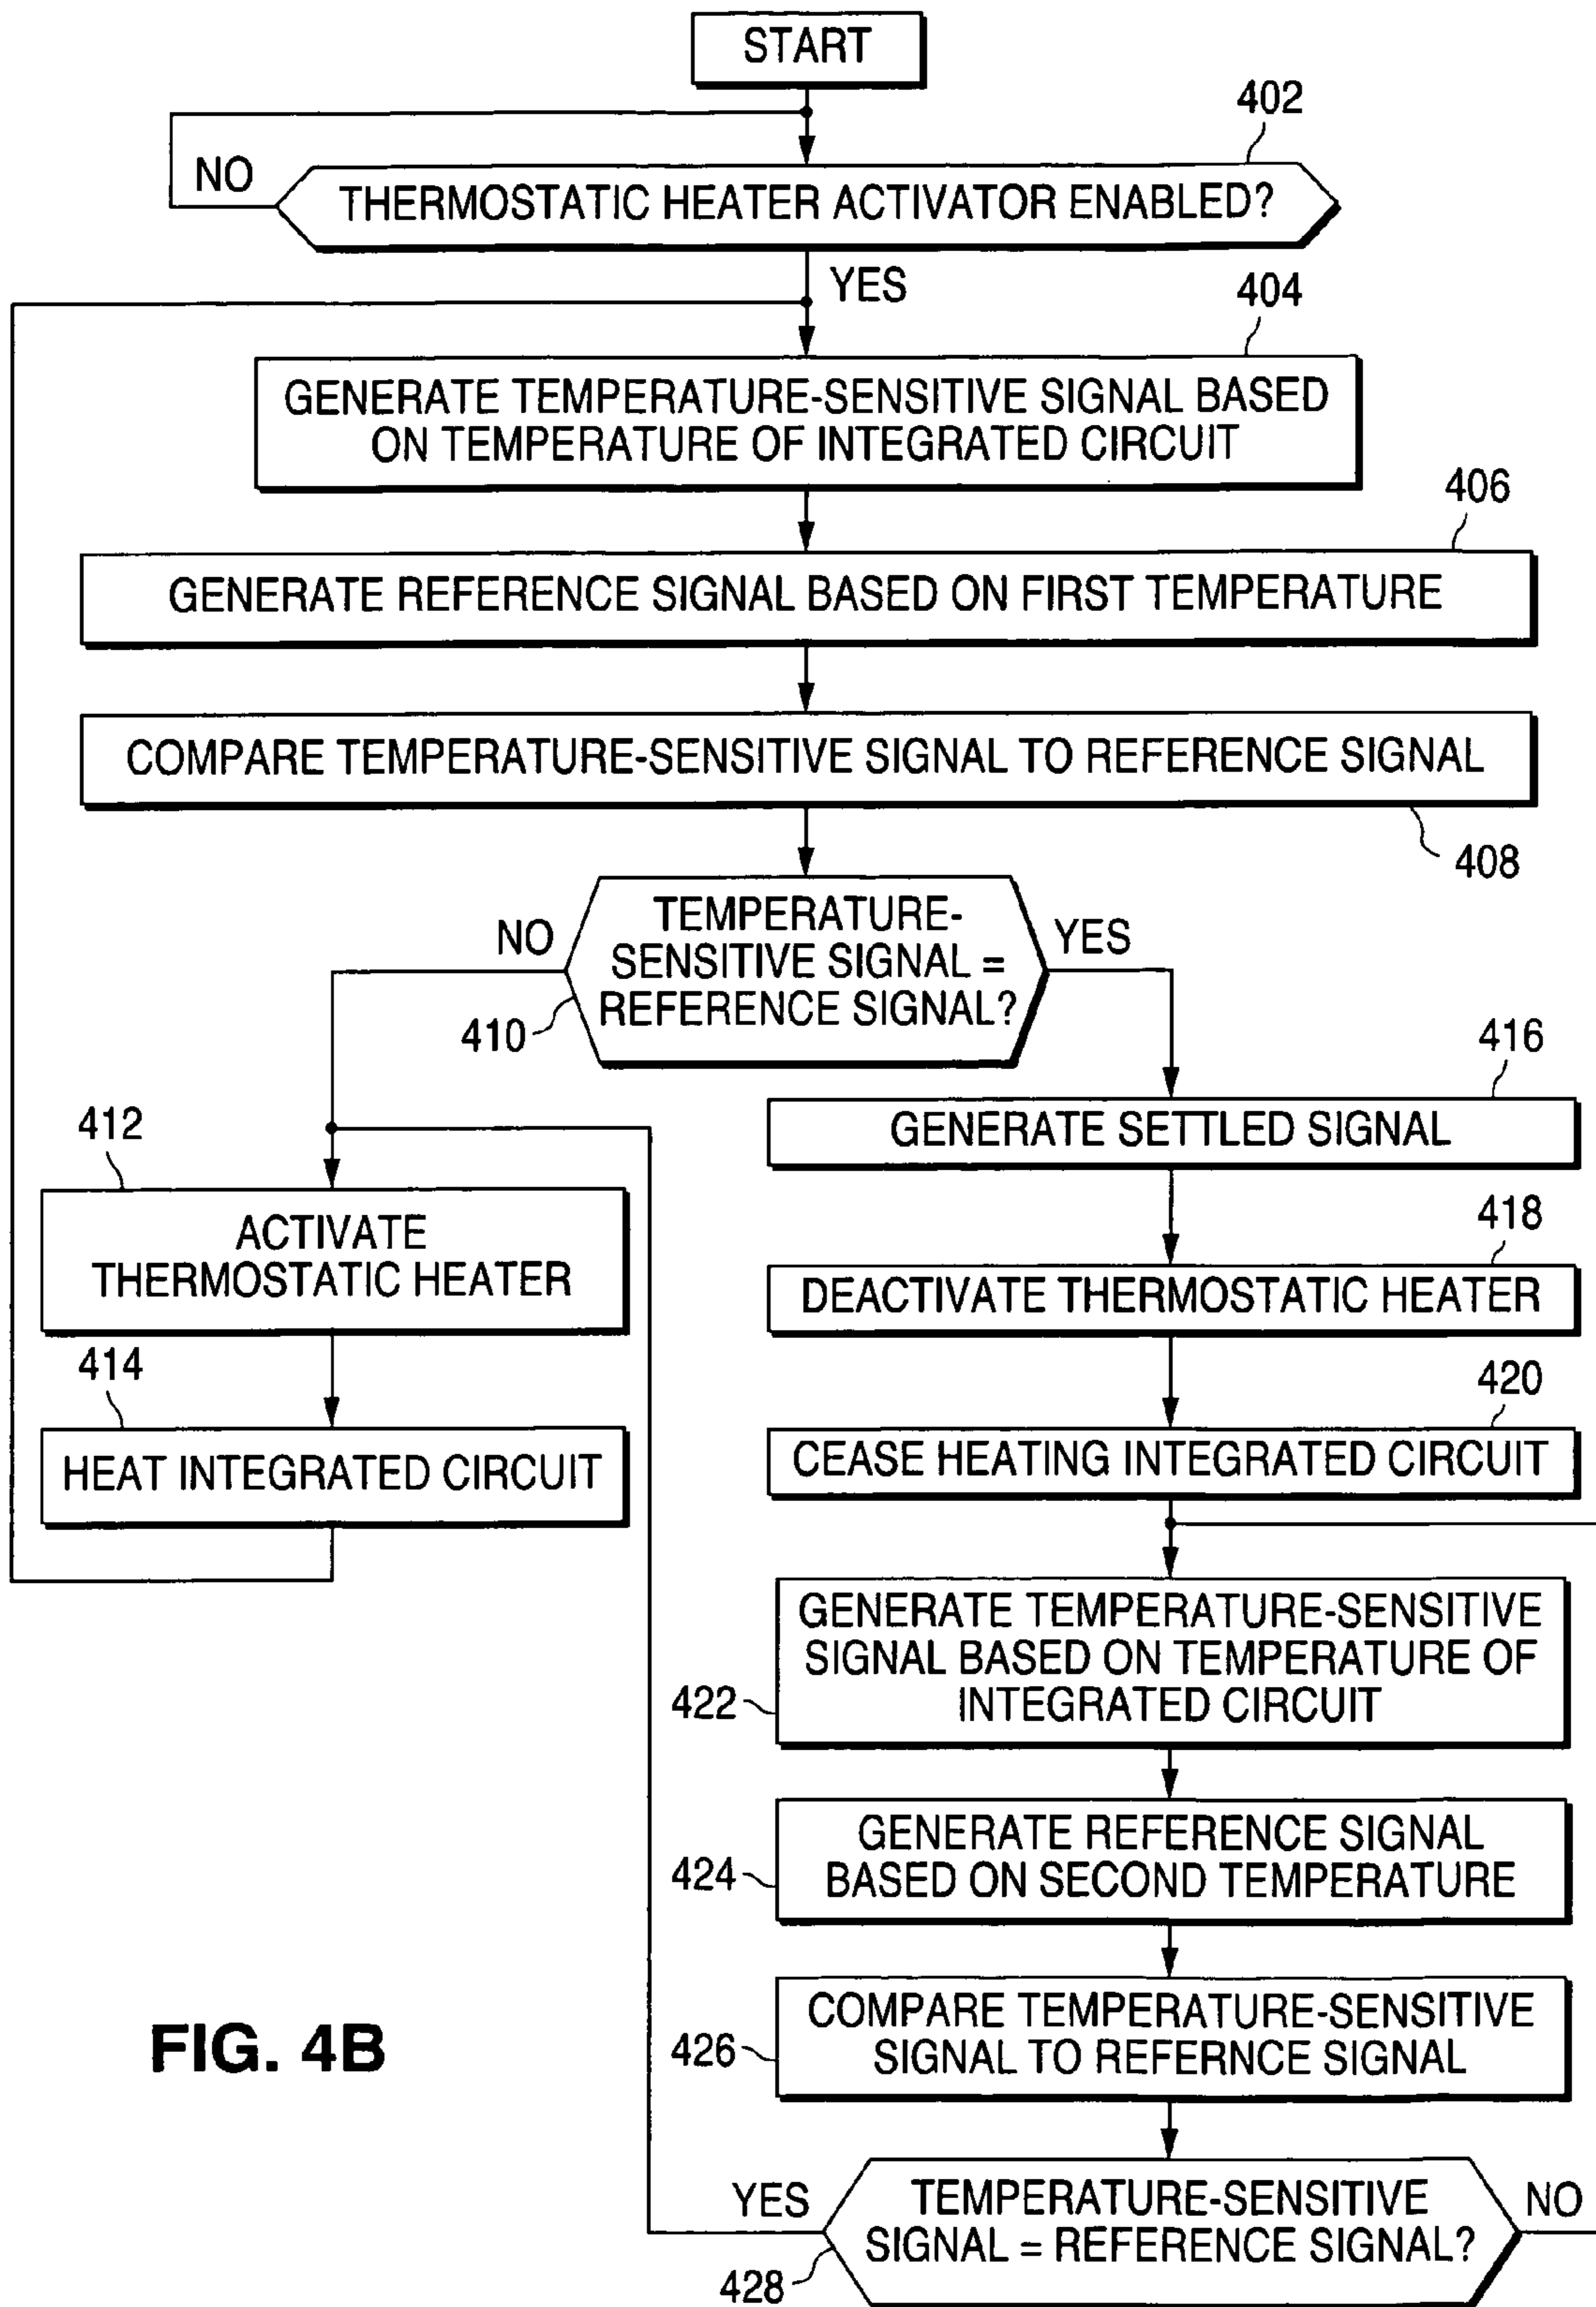 START
402
NO
THERMOSTATIC HEATER ACTIVATOR ENABLED?
YES
404
GENERATE TEMPERATURE-SENSITIVE SIGNAL BASED
ON TEMPERATURE OF INTEGRATED CIRCUIT
406
GENERATE REFERENCE SIGNAL BASED ON FIRST TEMPERATURE
COMPARE TEMPERATURE-SENSITIVE SIGNAL TO REFERENCE SIGNAL
408
NO
TEMPERATURE-
SENSITIVE SIGNAL =
REFERENCE SIGNAL?
YES
410
412
ACTIVATE
THERMOSTATIC HEATER
414
HEAT INTEGRATED CIRCUIT
416
GENERATE SETTLED SIGNAL
418
DEACTIVATE THERMOSTATIC HEATER
420
CEASE HEATING INTEGRATED CIRCUIT
GENERATE TEMPERATURE-SENSITIVE
SIGNAL BASED ON TEMPERATURE OF
INTEGRATED CIRCUIT
422
GENERATE REFERENCE SIGNAL
BASED ON SECOND TEMPERATURE
424
COMPARE TEMPERATURE-SENSITIVE
SIGNAL TO REFERNCE SIGNAL
426
YES
TEMPERATURE-SENSITIVE
SIGNAL = REFERENCE SIGNAL?
NO
428
FIG. 4B